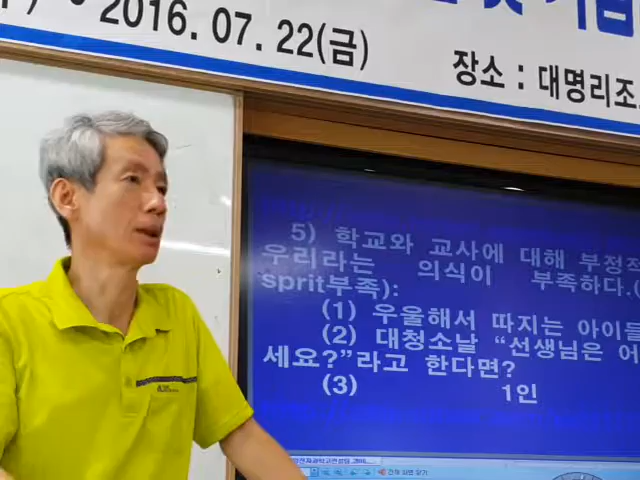 2016. 07. 22(금)
장소 : 대명리조
5) 학교와 교사에 대해 부정적
우리라는 의식이 부족하다.(
sprit부족):
(1) 우울해서 따지는 아이들
(2) 대청소날 “선생님은 어
세요?”라고 한다면?
(3) 1인